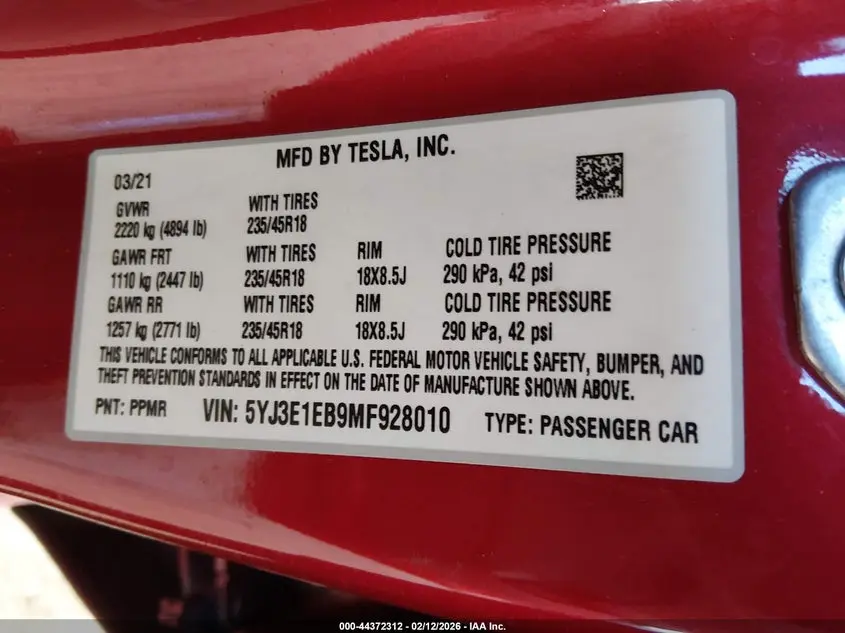 MFD BY TESLA, INC.
03/21
GVWR WITH TIRES
2220 kg (4894 lb) 235/45R18
GAWR FRT WITH TIRES RIM COLD TIRE PRESSURE
1110 kg (2447 lb) 235/45R18 18X8.5J 290 kPa, 42 psi
GAWR RR WITH TIRES RIM COLD TIRE PRESSURE
1257 kg (2771 lb) 235/45R18 18X8.5J 290 kPa, 42 psi
THIS VEHICLE CONFORMS TO ALL APPLICABLE U.S. FEDERAL MOTOR VEHICLE SAFETY, BUMPER, AND
THEFT PREVENTION STANDARDS IN EFFECT ON THE DATE OF MANUFACTURE SHOWN ABOVE.
PNT: PPMR VIN: 5YJ3E1EB9MF928010 TYPE: PASSENGER CAR
000-44372312 - 02/12/2026 - IAA Inc.